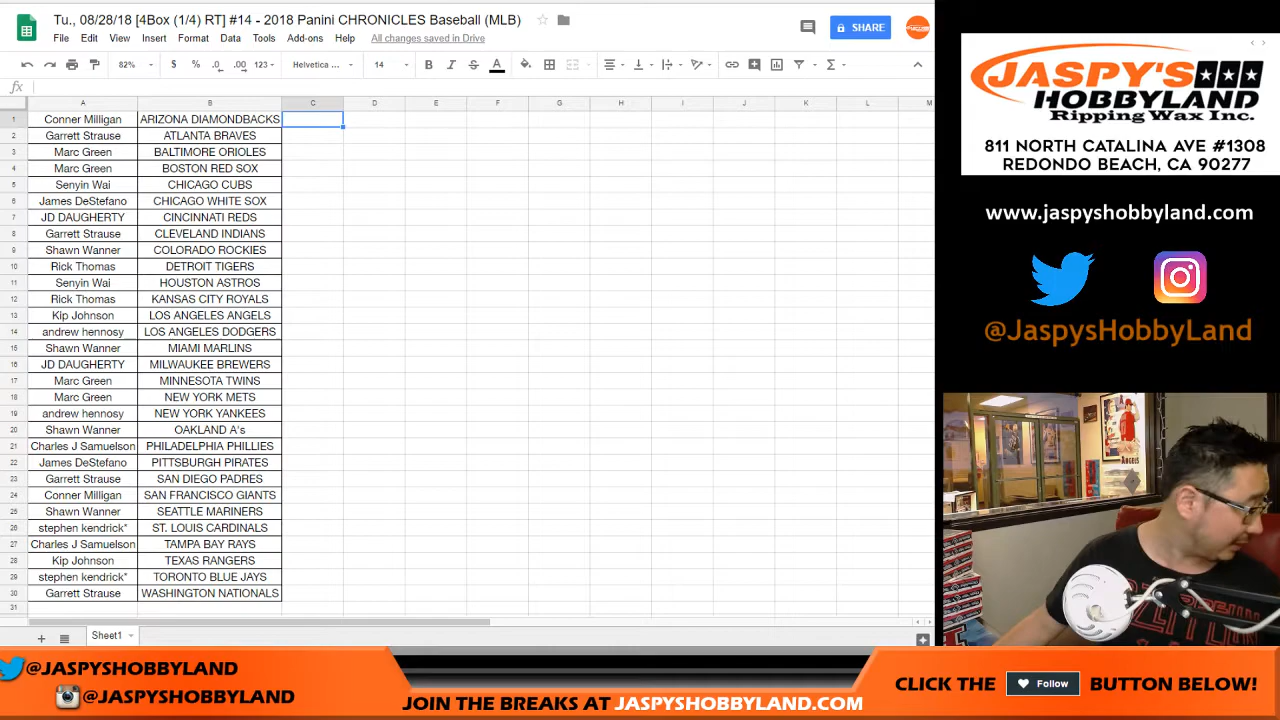 Tu., 08/28/18 [4Box (1/4) RT] #14 - 2018 Panini CHRONICLES Baseball (MLB)
File Edit View Insert Format Data Tools Add-ons Help All changes saved in Drive
SHARE
82% $ % .0 .00 123 Helvetica ... 14 B I S A
fx
A B C D E F G H I J K L M
1 Conner Milligan ARIZONA DIAMONDBACKS
2 Garrett Strause ATLANTA BRAVES
3 Marc Green BALTIMORE ORIOLES
4 Marc Green BOSTON RED SOX
5 Senyin Wai CHICAGO CUBS
6 James DeStefano CHICAGO WHITE SOX
7 JD DAUGHERTY CINCINNATI REDS
8 Garrett Strause CLEVELAND INDIANS
9 Shawn Wanner COLORADO ROCKIES
10 Rick Thomas DETROIT TIGERS
11 Senyin Wai HOUSTON ASTROS
12 Rick Thomas KANSAS CITY ROYALS
13 Kip Johnson LOS ANGELES ANGELS
14 andrew hennosy LOS ANGELES DODGERS
15 Shawn Wanner MIAMI MARLINS
16 JD DAUGHERTY MILWAUKEE BREWERS
17 Marc Green MINNESOTA TWINS
18 Marc Green NEW YORK METS
19 andrew hennosy NEW YORK YANKEES
20 Shawn Wanner OAKLAND A's
21 Charles J Samuelson PHILADELPHIA PHILLIES
22 James DeStefano PITTSBURGH PIRATES
23 Garrett Strause SAN DIEGO PADRES
24 Conner Milligan SAN FRANCISCO GIANTS
25 Shawn Wanner SEATTLE MARINERS
26 stephen kendrick* ST. LOUIS CARDINALS
27 Charles J Samuelson TAMPA BAY RAYS
28 Kip Johnson TEXAS RANGERS
29 stephen kendrick* TORONTO BLUE JAYS
30 Garrett Strause WASHINGTON NATIONALS
31
Sheet1
JASPY'S
HOBBYLAND
Ripping Wax Inc.
811 NORTH CATALINA AVE #1308
REDONDO BEACH, CA 90277
www.jaspyshobbyland.com
@JaspysHobbyLand
ANGELS
@JASPYSHOBBYLAND
@JASPYSHOBBYLAND
JOIN THE BREAKS AT JASPYSHOBBYLAND.COM
CLICK THE Follow BUTTON BELOW!